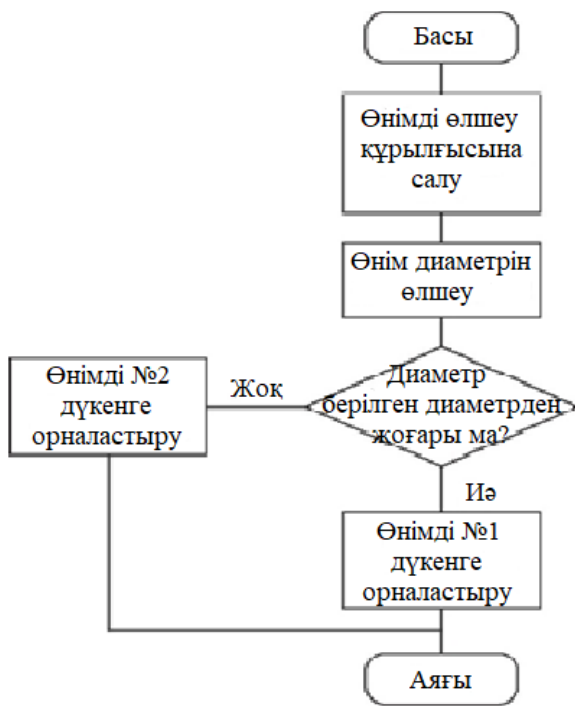 Басы
Өнімді өлшеу
құрылғысына
салу
Өнім диаметрін
өлшеу
Диаметр
берілген диаметрден
жоғары ма?
Жоқ
Өнімді №2
дүкенге
орналастыру
Иә
Өнімді №1
дүкенге
орналастыру
Аяғы